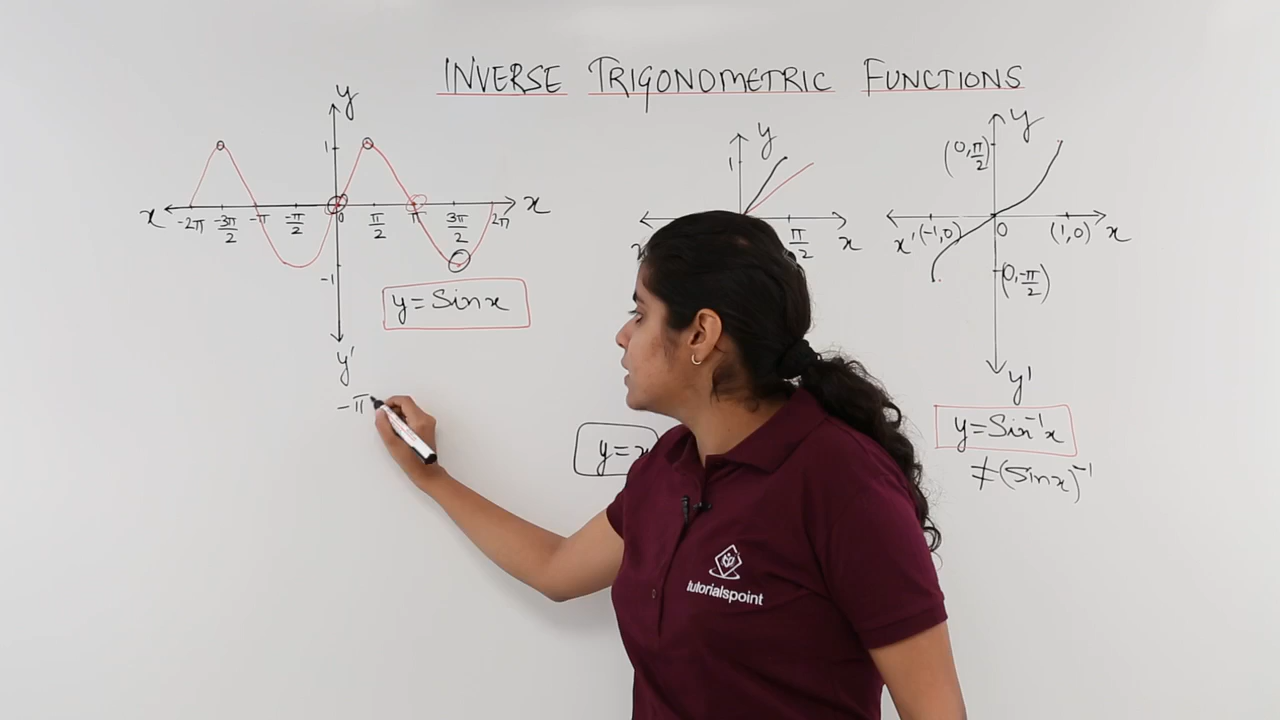 INVERSE TRIGONOMETRIC FUNCTIONS
y
1
x -2π -3π/2 -π -π/2 0 π/2 π 3π/2 2π x
-1
y = Sin x
y'
-π
y
1
π/2 x
y = x
y
(0, π/2)
x' (-1, 0) 0 (1, 0) x
(0, -π/2)
y'
y = Sin⁻¹x
≠ (Sin x)⁻¹
tutorialspoint